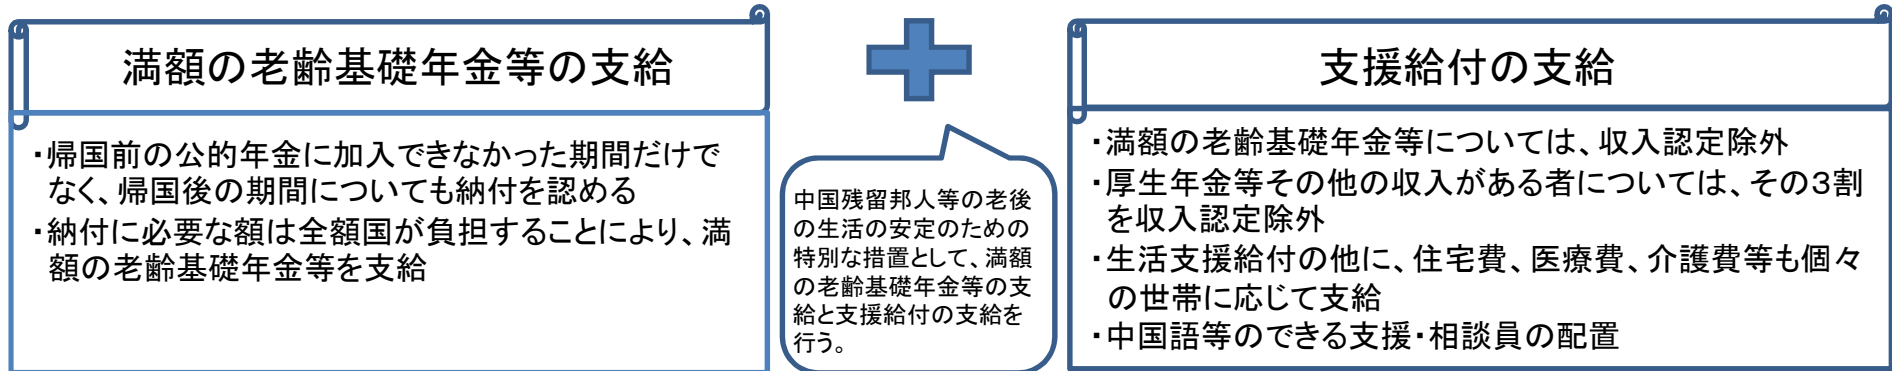 満額の老齢基礎年金等の支給
・帰国前の公的年金に加入できなかった期間だけで
なく、帰国後の期間についても納付を認める
・納付に必要な額は全額国が負担することにより、満
額の老齢基礎年金等を支給
中国残留邦人等の老後
の生活の安定のための
特別な措置として、満額
の老齢基礎年金等の支
給と支援給付の支給を
行う。
支援給付の支給
・満額の老齢基礎年金等については、収入認定除外
・厚生年金等その他の収入がある者については、その3割
を収入認定除外
・生活支援給付の他に、住宅費、医療費、介護費等も個々
の世帯に応じて支給
・中国語等のできる支援・相談員の配置